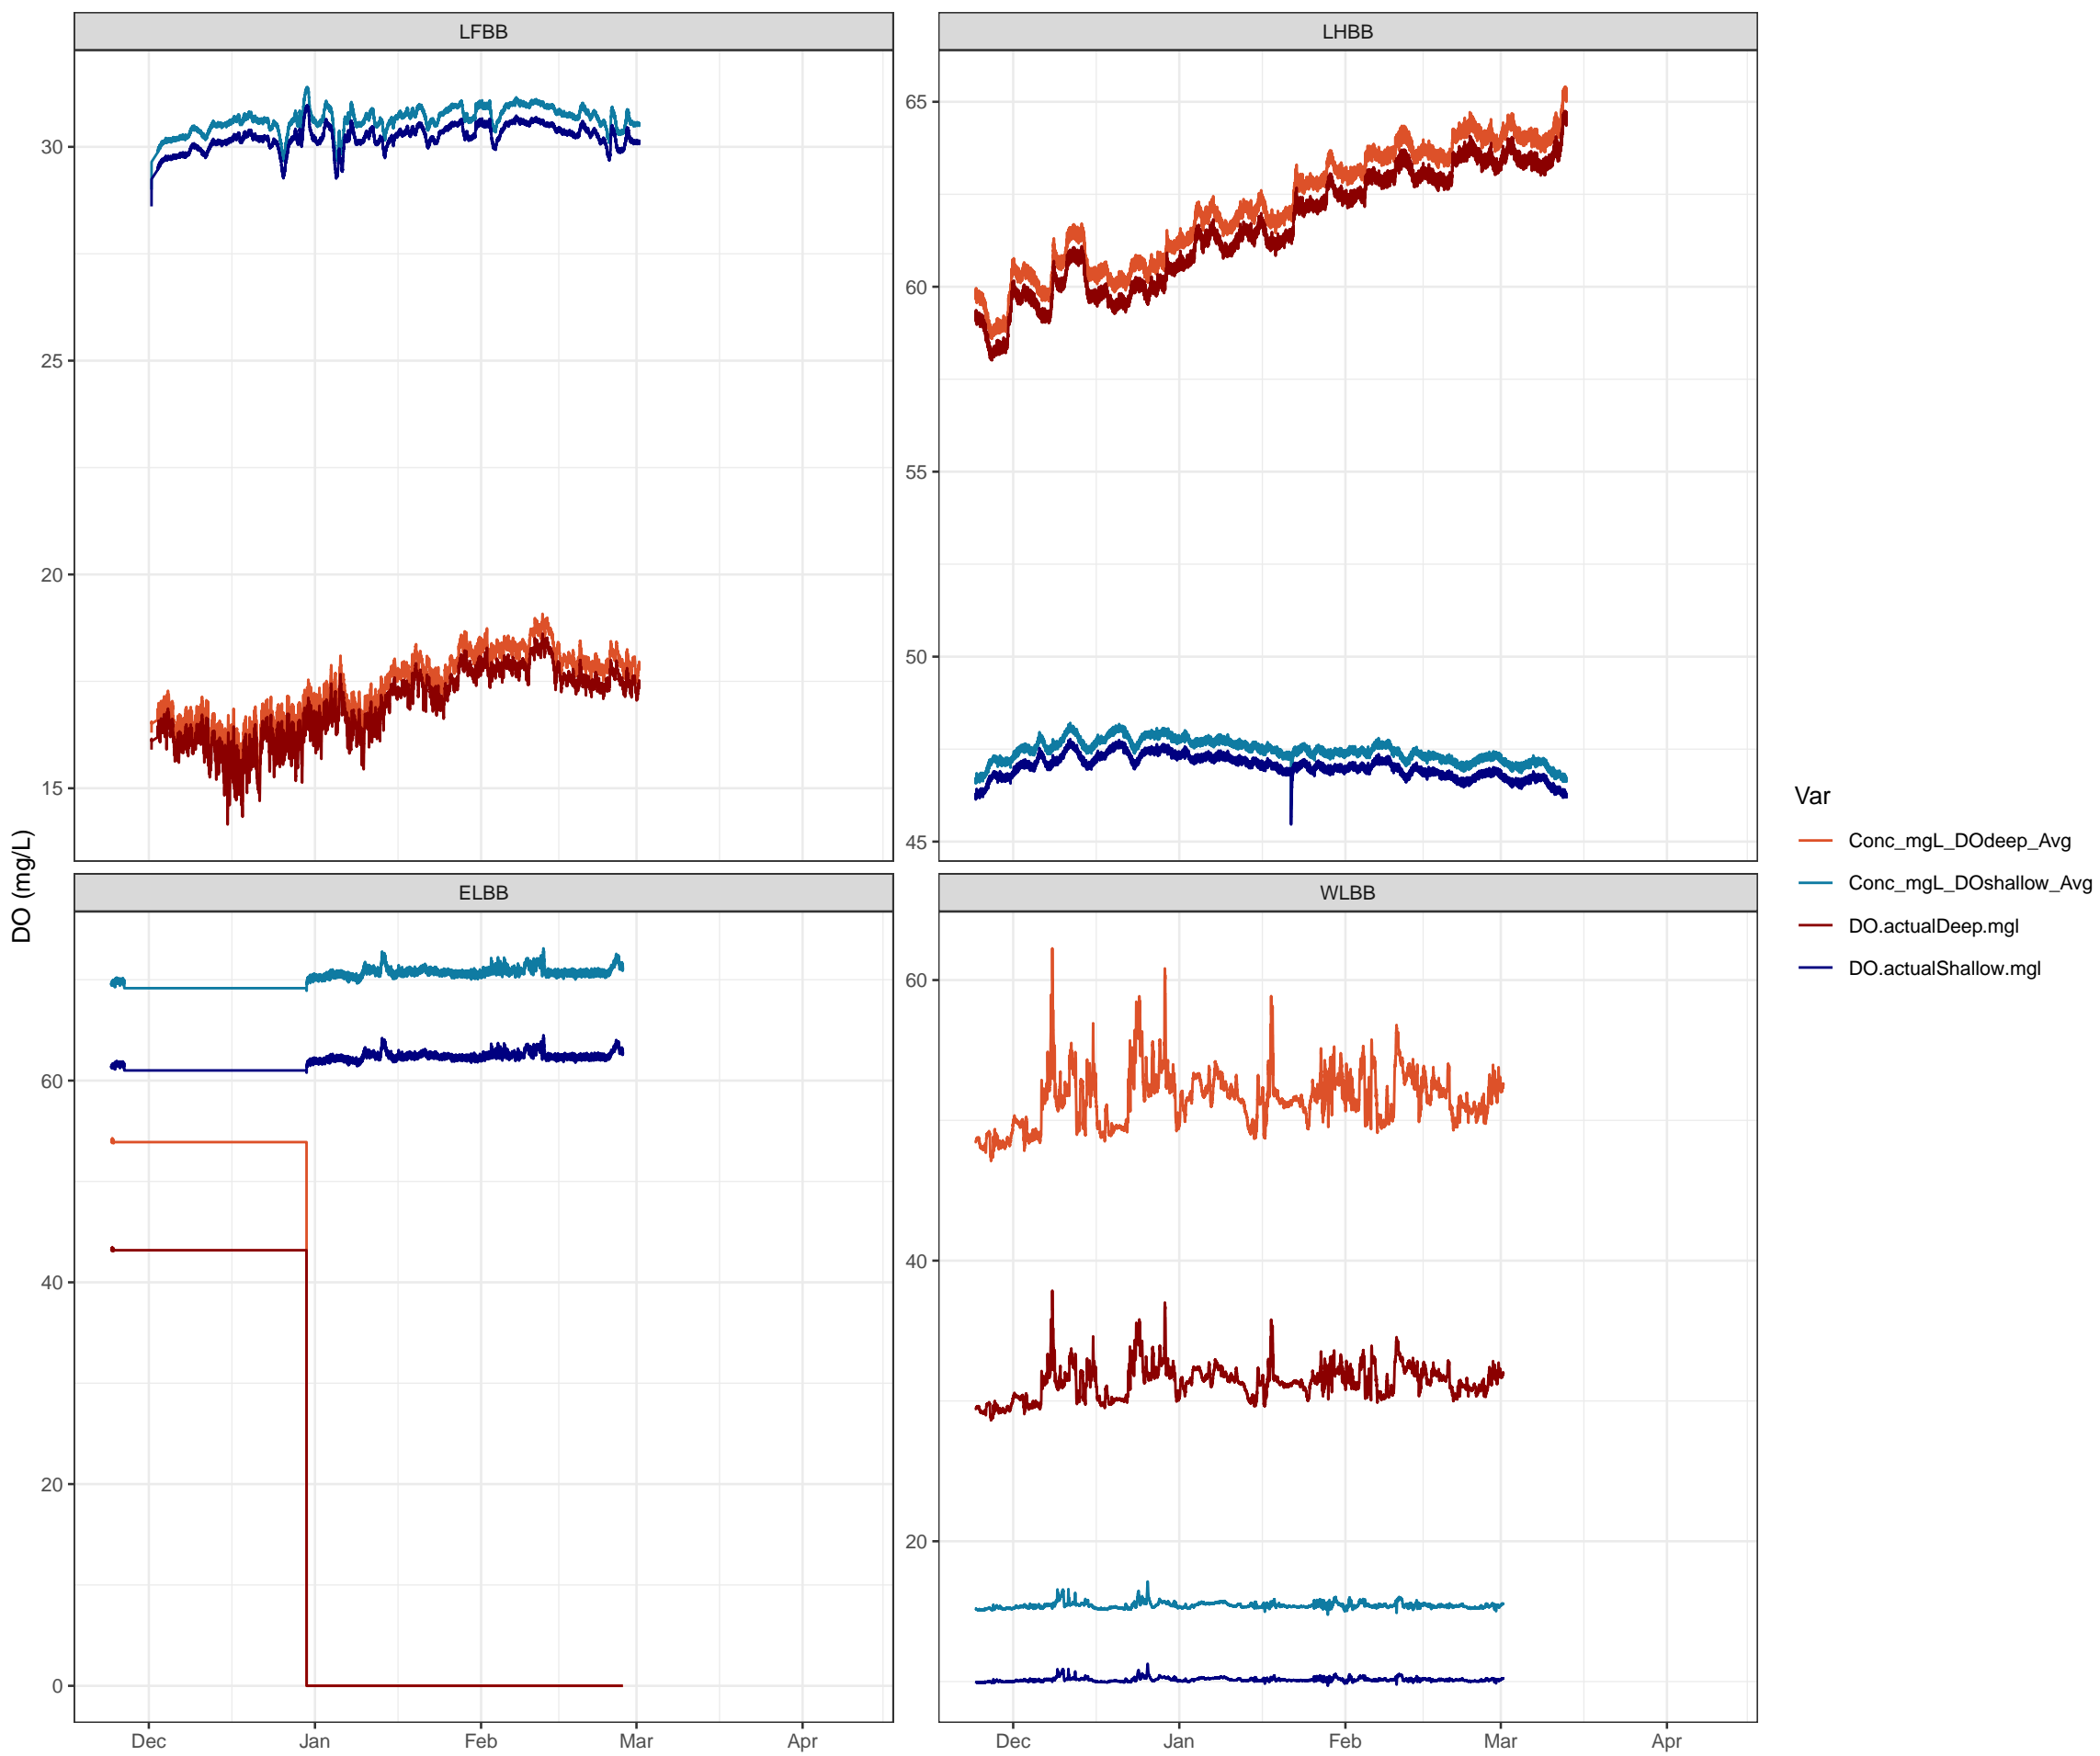 LFBB
LHBB
30
25
20
15
65
60
55
50
45
DO (mg/L)
ELBB
WLBB
60
40
20
0
60
40
20
Dec Jan Feb Mar Apr
Dec Jan Feb Mar Apr
Var
Conc_mgL_DOdeep_Avg
Conc_mgL_DOshallow_Avg
DO.actualDeep.mgl
DO.actualShallow.mgl